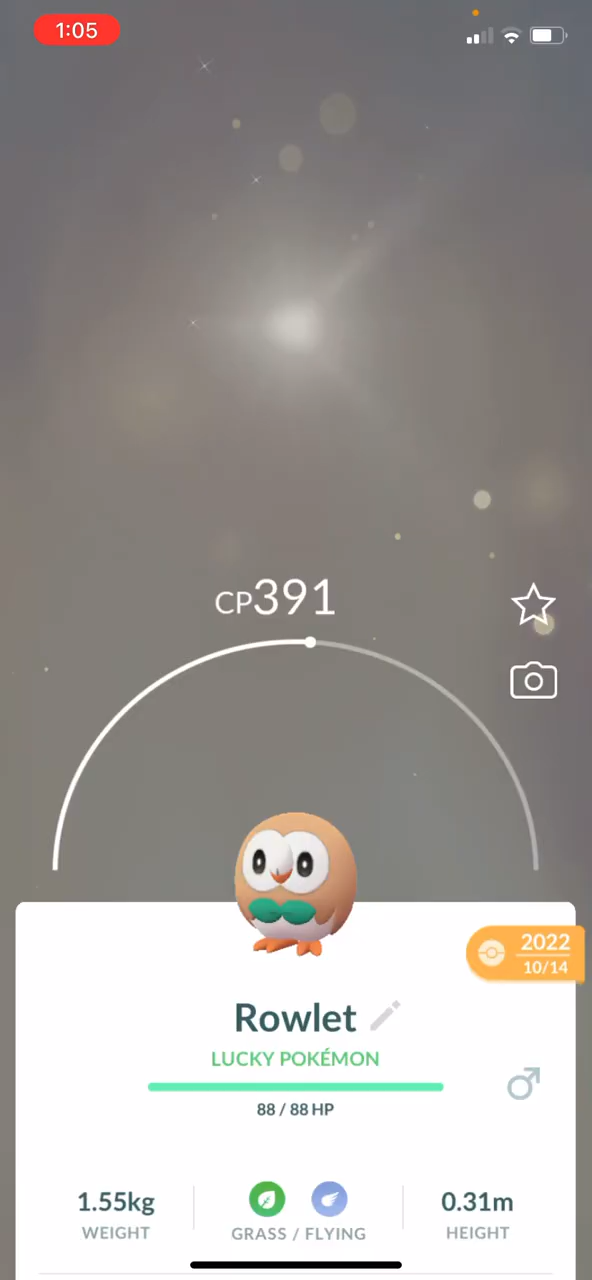 1:05
CP391
2022
10/14
Rowlet
LUCKY POKÉMON
88 / 88 HP
1.55kg
WEIGHT
GRASS / FLYING
0.31m
HEIGHT